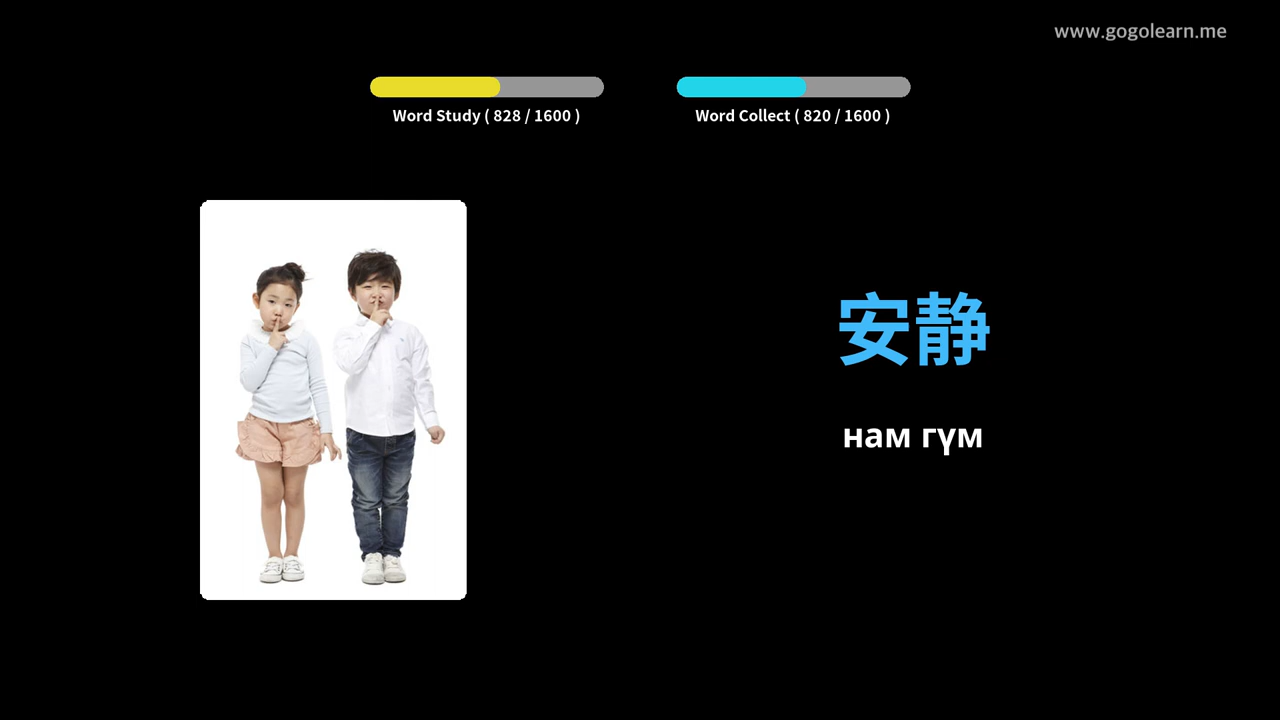 www.gogolearn.me
Word Study ( 828 / 1600 )
Word Collect ( 820 / 1600 )
安静
нам гүм